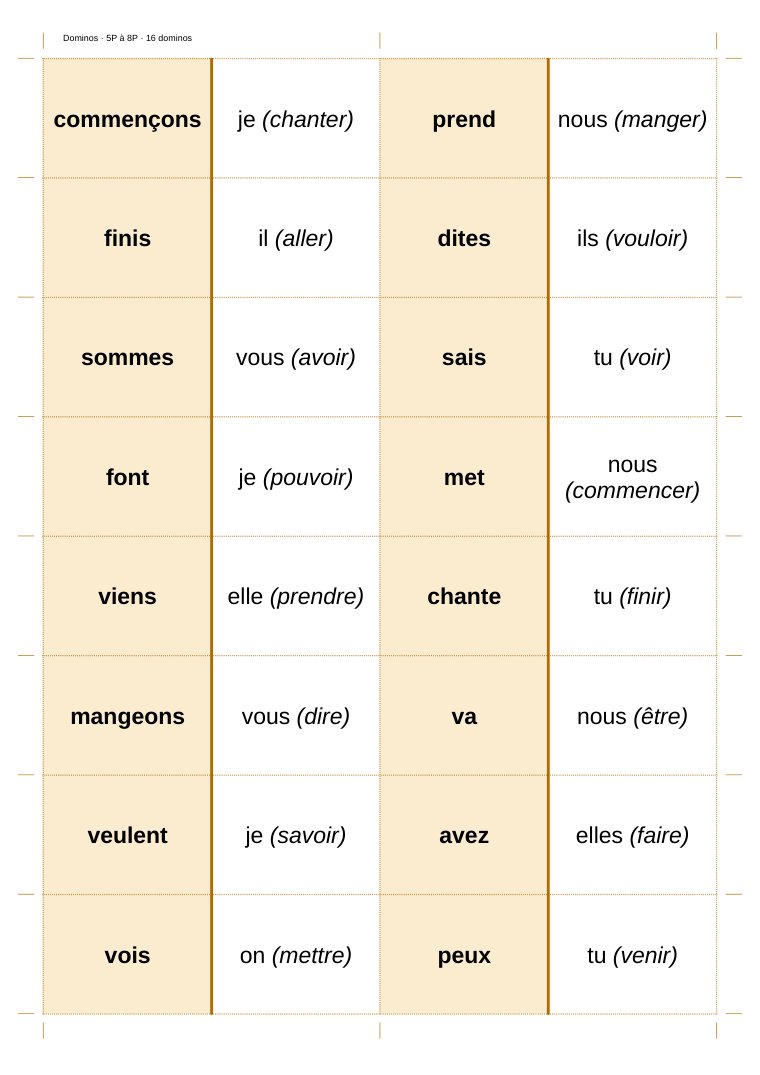 Dominos · 5P à 8P · 16 dominos
commençons je (chanter) prend nous (manger)
finis il (aller) dites ils (vouloir)
sommes vous (avoir) sais tu (voir)
font je (pouvoir) met nous
(commencer)
viens elle (prendre) chante tu (finir)
mangeons vous (dire) va nous (être)
veulent je (savoir) avez elles (faire)
vois on (mettre) peux tu (venir)